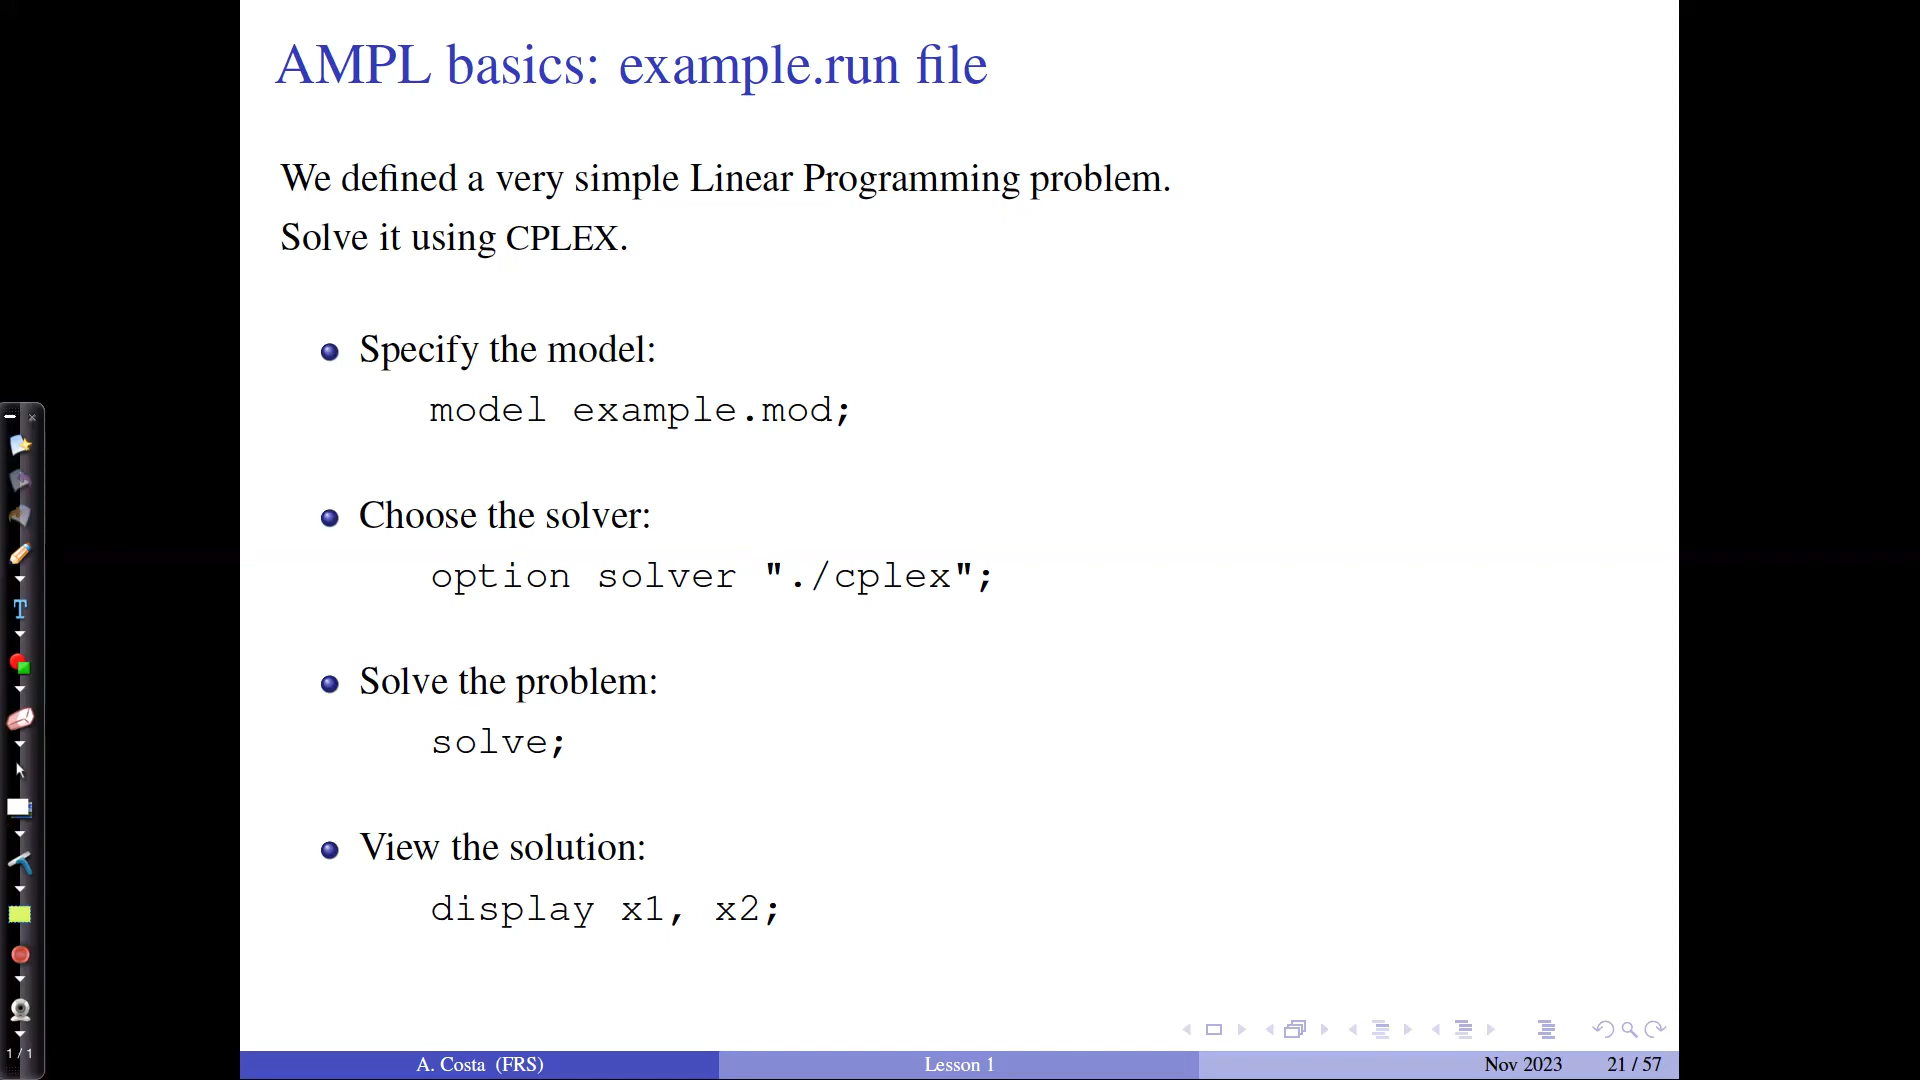 AMPL basics: example.run file
We defined a very simple Linear Programming problem.
Solve it using CPLEX.
Specify the model:
model example.mod;
Choose the solver:
option solver "./cplex";
Solve the problem:
solve;
View the solution:
display x1, x2;
T
1 / 1
A. Costa (FRS) Lesson 1 Nov 2023 21 / 57